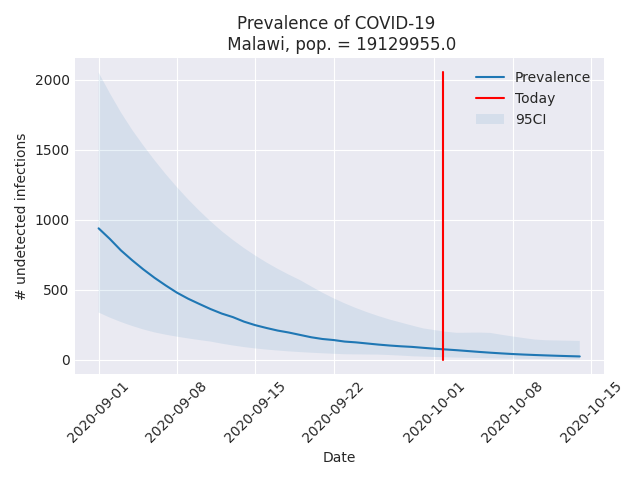 Prevalence of COVID-19
Malawi, pop. = 19129955.0
# undetected infections
2000
1500
1000
500
0
Prevalence
Today
95CI
2020-09-01
2020-09-08
2020-09-15
2020-09-22
2020-10-01
2020-10-08
2020-10-15
Date